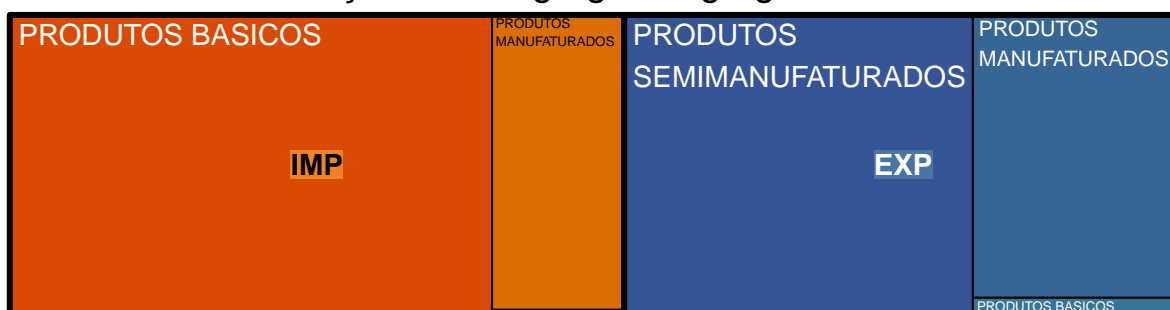 PRODUTOS BASICOS
PRODUTOS
MANUFATURADOS
PRODUTOS
SEMIMANUFATURADOS
PRODUTOS
MANUFATURADOS
IMP
EXP
PRODUTOS BASICOS